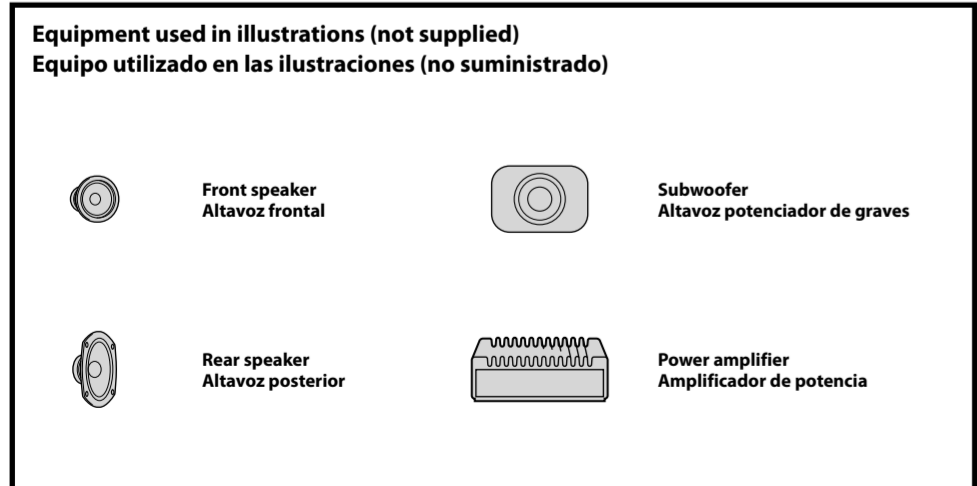 Equipment used in illustrations (not supplied)
Equipo utilizado en las ilustraciones (no suministrado)
Front speaker
Altavoz frontal
Subwoofer
Altavoz potenciador de graves
Rear speaker
Altavoz posterior
Power amplifier
Amplificador de potencia